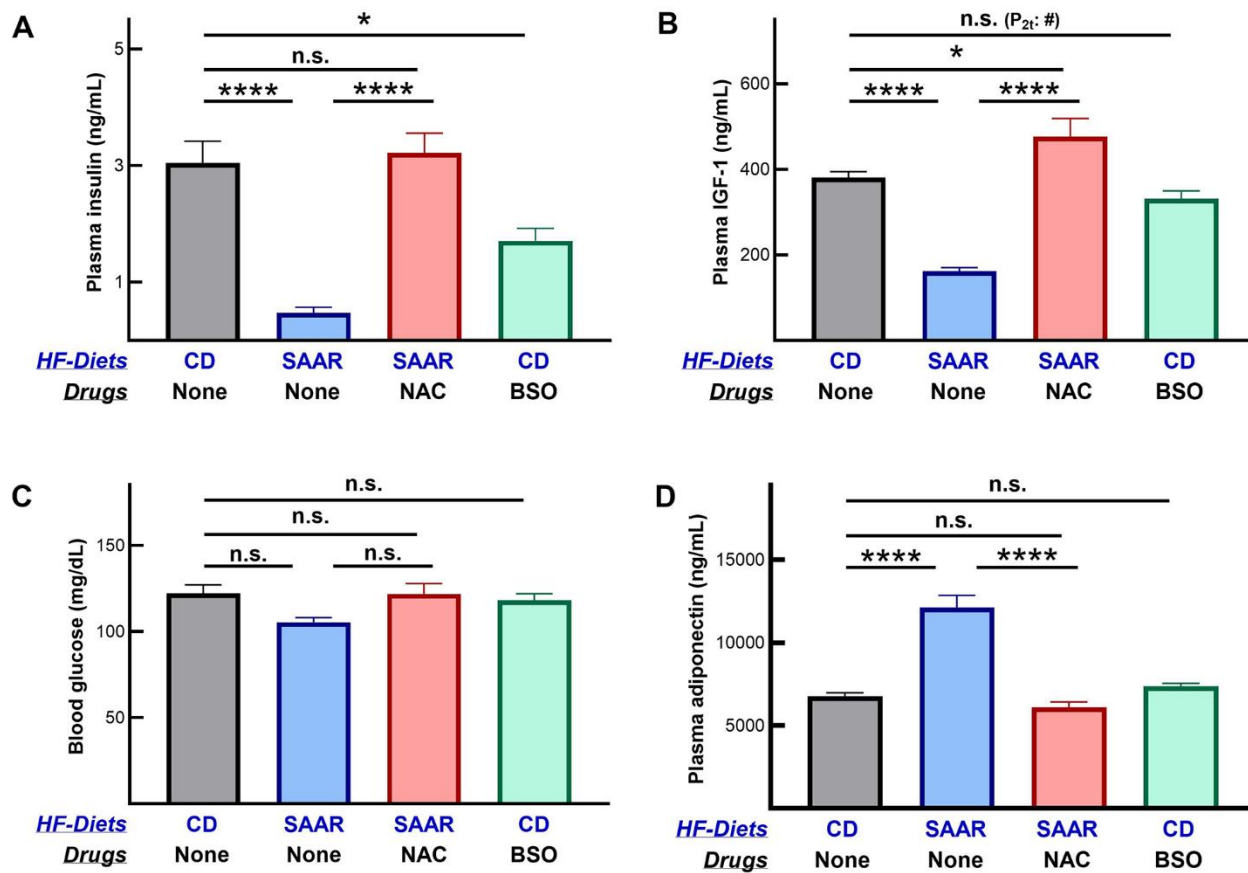 A
*
n.s.
**** ****
Plasma insulin (ng/mL)
5
3
1
HF-Diets CD SAAR SAAR CD
Drugs None None NAC BSO
B
n.s. (P2t: #)
*
**** ****
Plasma IGF-1 (ng/mL)
600
400
200
HF-Diets CD SAAR SAAR CD
Drugs None None NAC BSO
C
n.s.
n.s.
n.s. n.s.
Blood glucose (mg/dL)
150
100
50
HF-Diets CD SAAR SAAR CD
Drugs None None NAC BSO
D
n.s.
n.s.
**** ****
Plasma adiponectin (ng/mL)
15000
10000
5000
HF-Diets CD SAAR SAAR CD
Drugs None None NAC BSO